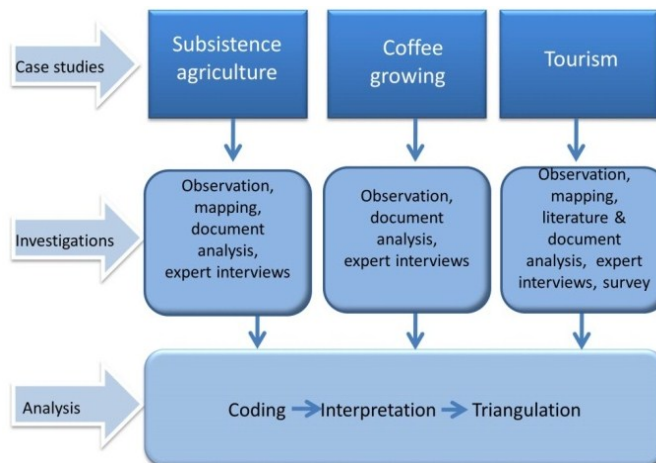 Case studies
Subsistence
agriculture
Coffee
growing
Tourism
Investigations
Observation,
mapping,
document
analysis,
expert interviews
Observation,
document
analysis,
expert interviews
Observation,
mapping,
literature &
document
analysis, expert
interviews, survey
Analysis
Coding Interpretation Triangulation